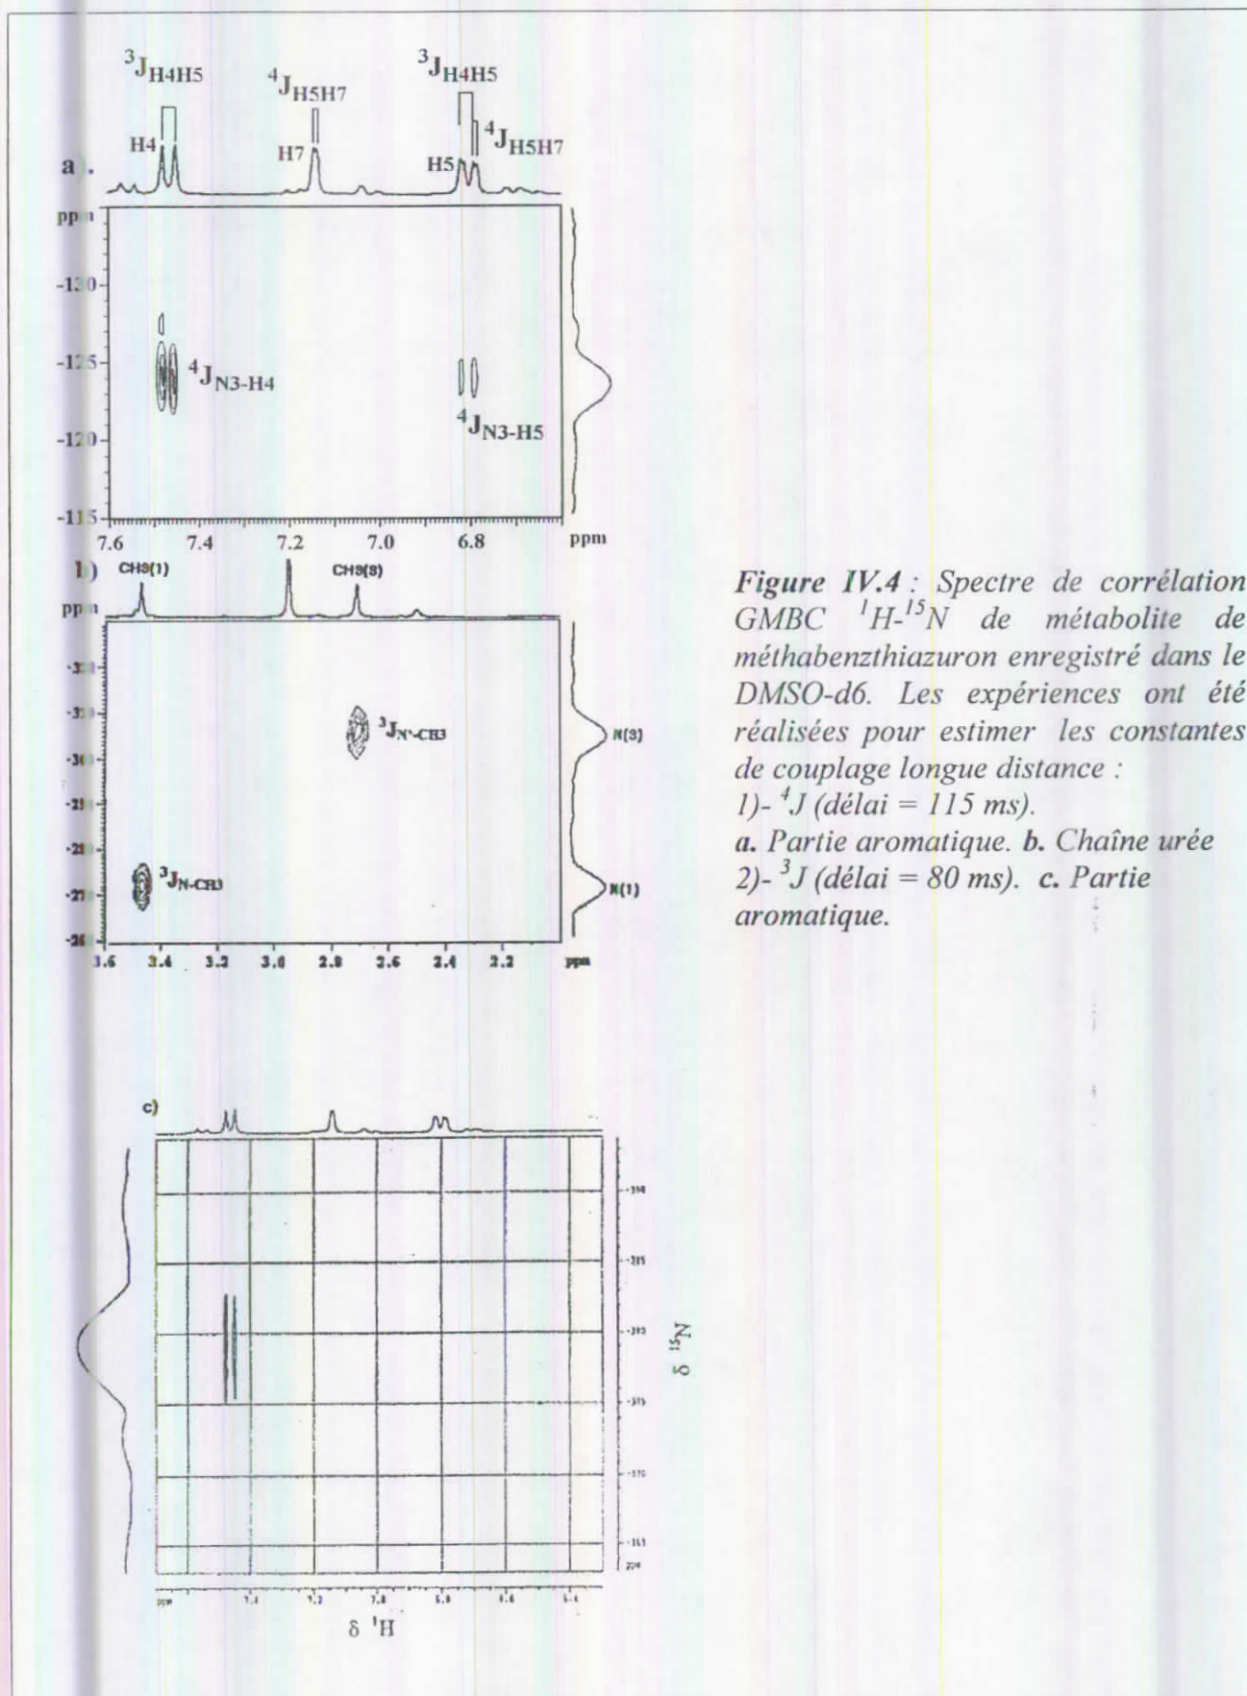 ³J_H4H5 ⁴J_H5H7 ³J_H4H5
⁴J_H5H7
H4 H7 H5
a).
ppm
-130
-125
⁴J_N3-H4
⁴J_N3-H5
-120
-115
7.6 7.4 7.2 7.0 6.8 ppm
b) CH3(1) CH3(3)
ppm
³J_N'-CH3 N(3)
³J_N-CH3 N(1)
3.6 3.4 3.2 3.0 2.8 2.6 2.4 2.2 ppm
Figure IV.4 : Spectre de corrélation
GMBC ¹H-¹⁵N de métabolite de
méthabenzthiazuron enregistré dans le
DMSO-d6. Les expériences ont été
réalisées pour estimer les constantes
de couplage longue distance :
1)- ⁴J (délai = 115 ms).
a. Partie aromatique. b. Chaîne urée
2)- ³J (délai = 80 ms). c. Partie
aromatique.
c)
δ ¹⁵N
ppm
δ ¹H